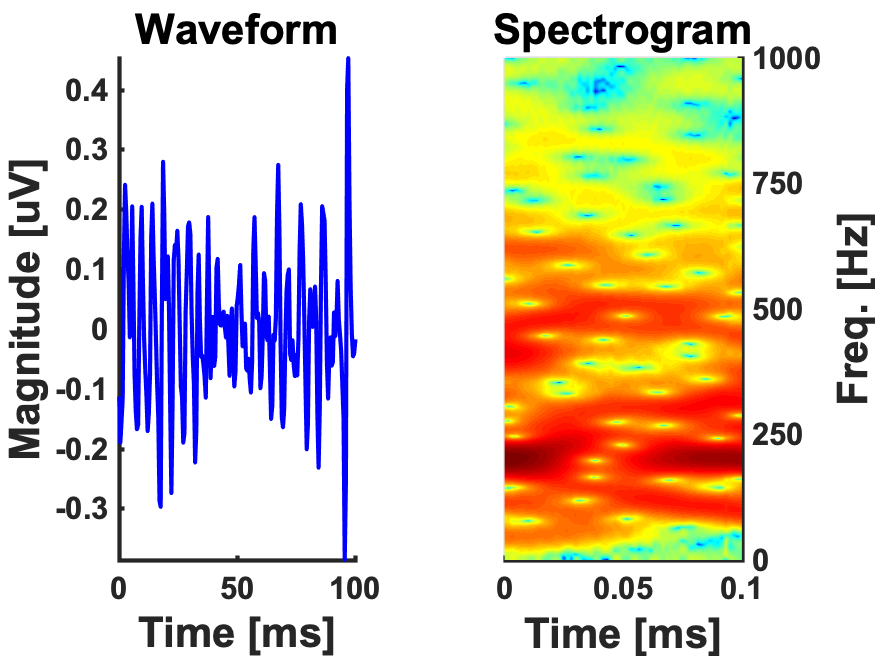 Waveform
Magnitude [uV]
0.4
0.3
0.2
0.1
0
-0.1
-0.2
-0.3
0 50 100
Time [ms]
Spectrogram
1000
750
500
250
0
Freq. [Hz]
0 0.05 0.1
Time [ms]